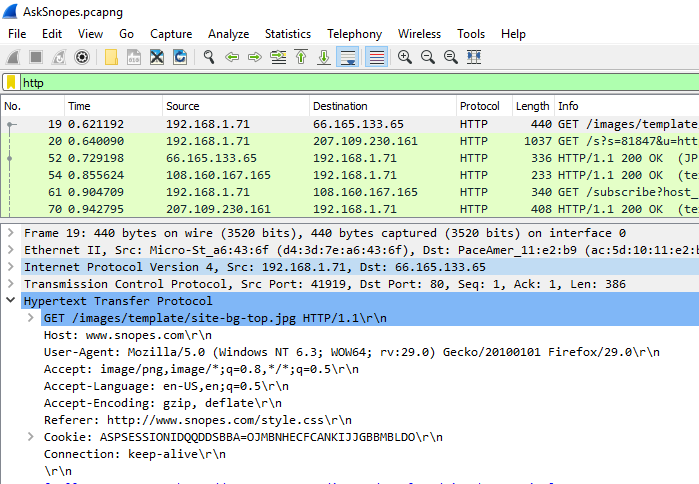 AskSnopes.pcapng
File Edit View Go Capture Analyze Statistics Telephony Wireless Tools Help
http
No. Time Source Destination Protocol Length Info
19 0.621192 192.168.1.71 66.165.133.65 HTTP 440 GET /images/template
20 0.640090 192.168.1.71 207.109.230.161 HTTP 1037 GET /s?s=81847&u=htt
52 0.729198 66.165.133.65 192.168.1.71 HTTP 336 HTTP/1.1 200 OK (JP
54 0.855624 108.160.167.165 192.168.1.71 HTTP 233 HTTP/1.1 200 OK (te
61 0.904709 192.168.1.71 108.160.167.165 HTTP 340 GET /subscribe?host_
70 0.942795 207.109.230.161 192.168.1.71 HTTP 408 HTTP/1.1 200 OK (te
Frame 19: 440 bytes on wire (3520 bits), 440 bytes captured (3520 bits) on interface 0
Ethernet II, Src: Micro-St_a6:43:6f (d4:3d:7e:a6:43:6f), Dst: PaceAmer_11:e2:b9 (ac:5d:10:11:e2:b
Internet Protocol Version 4, Src: 192.168.1.71, Dst: 66.165.133.65
Transmission Control Protocol, Src Port: 41919, Dst Port: 80, Seq: 1, Ack: 1, Len: 386
Hypertext Transfer Protocol
GET /images/template/site-bg-top.jpg HTTP/1.1\r\n
Host: www.snopes.com\r\n
User-Agent: Mozilla/5.0 (Windows NT 6.3; WOW64; rv:29.0) Gecko/20100101 Firefox/29.0\r\n
Accept: image/png,image/*;q=0.8,*/*;q=0.5\r\n
Accept-Language: en-US,en;q=0.5\r\n
Accept-Encoding: gzip, deflate\r\n
Referer: http://www.snopes.com/style.css\r\n
Cookie: ASPSESSIONIDQQDDSBBA=OJMBNHECFCANKIJJGBBMBLDO\r\n
Connection: keep-alive\r\n
\r\n